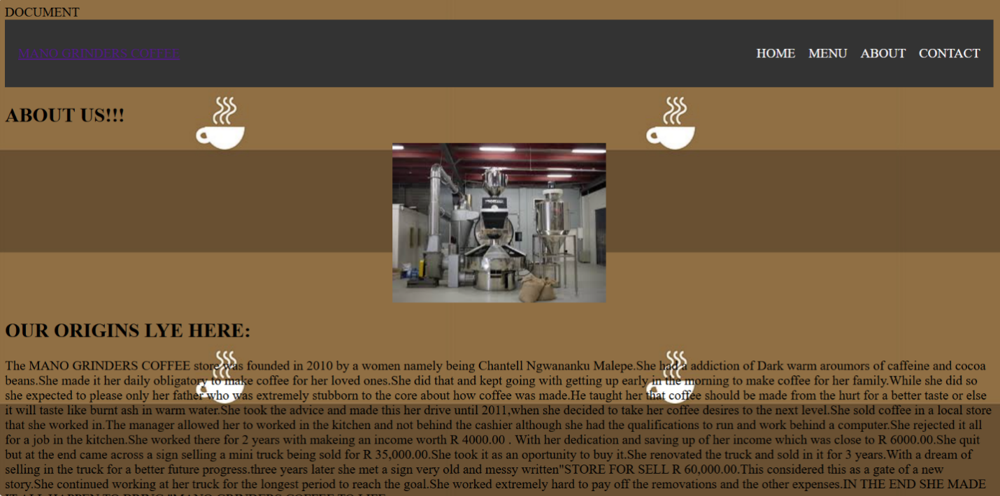 DOCUMENT
MANO GRINDERS COFFEE
HOME MENU ABOUT CONTACT
ABOUT US!!!
OUR ORIGINS LYE HERE:
The MANO GRINDERS COFFEE store was founded in 2010 by a women namely being Chantell Ngwananku Malepe.She had a addiction of Dark warm aroumors of caffeine and cocoa
beans.She made it her daily obligatory to make coffee for her loved ones.She did that and kept going with getting up early in the morning to make coffee for her family.While she did so
she expected to please only her father who was extremely stubborn to the core about how coffee was made.He taught her that coffee should be made from the hurt for a better taste or else
it will taste like burnt ash in warm water.She took the advice and made this her drive until 2011,when she decided to take her coffee desires to the next level.She sold coffee in a local store
that she worked in.The manager allowed her to worked in the kitchen and not behind the cashier although she had the qualifications to run and work behind a computer.She rejected it all
for a job in the kitchen.She worked there for 2 years with makeing an income worth R 4000.00 . With her dedication and saving up of her income which was close to R 6000.00.She quit
but at the end came across a sign selling a mini truck being sold for R 35,000.00.She took it as an oportunity to buy it.She renovated the truck and sold in it for 3 years.With a dream of
selling in the truck for a better future progress.three years later she met a sign very old and messy written"STORE FOR SELL R 60,000.00.This considered this as a gate of a new
story.She continued working at her truck for the longest period to reach the goal.She worked extremely hard to pay off the removations and the other expenses.IN THE END SHE MADE
IT ALL HAPPEN TO BRING "MANO GRINDERS COFFEE TO LIFE